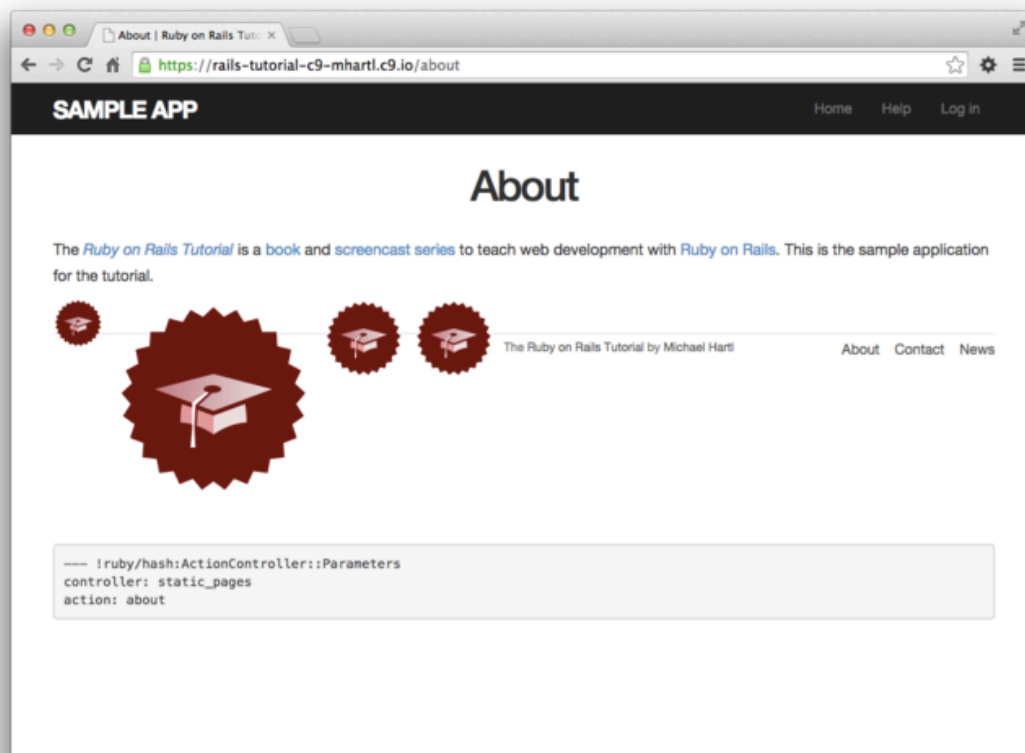 About | Ruby on Rails Tuto
https://rails-tutorial-c9-mhartl.c9.io/about
SAMPLE APP
Home Help Log in
About
The Ruby on Rails Tutorial is a book and screencast series to teach web development with Ruby on Rails. This is the sample application
for the tutorial.
The Ruby on Rails Tutorial by Michael Hartl
About Contact News
--- !ruby/hash:ActionController::Parameters
controller: static_pages
action: about